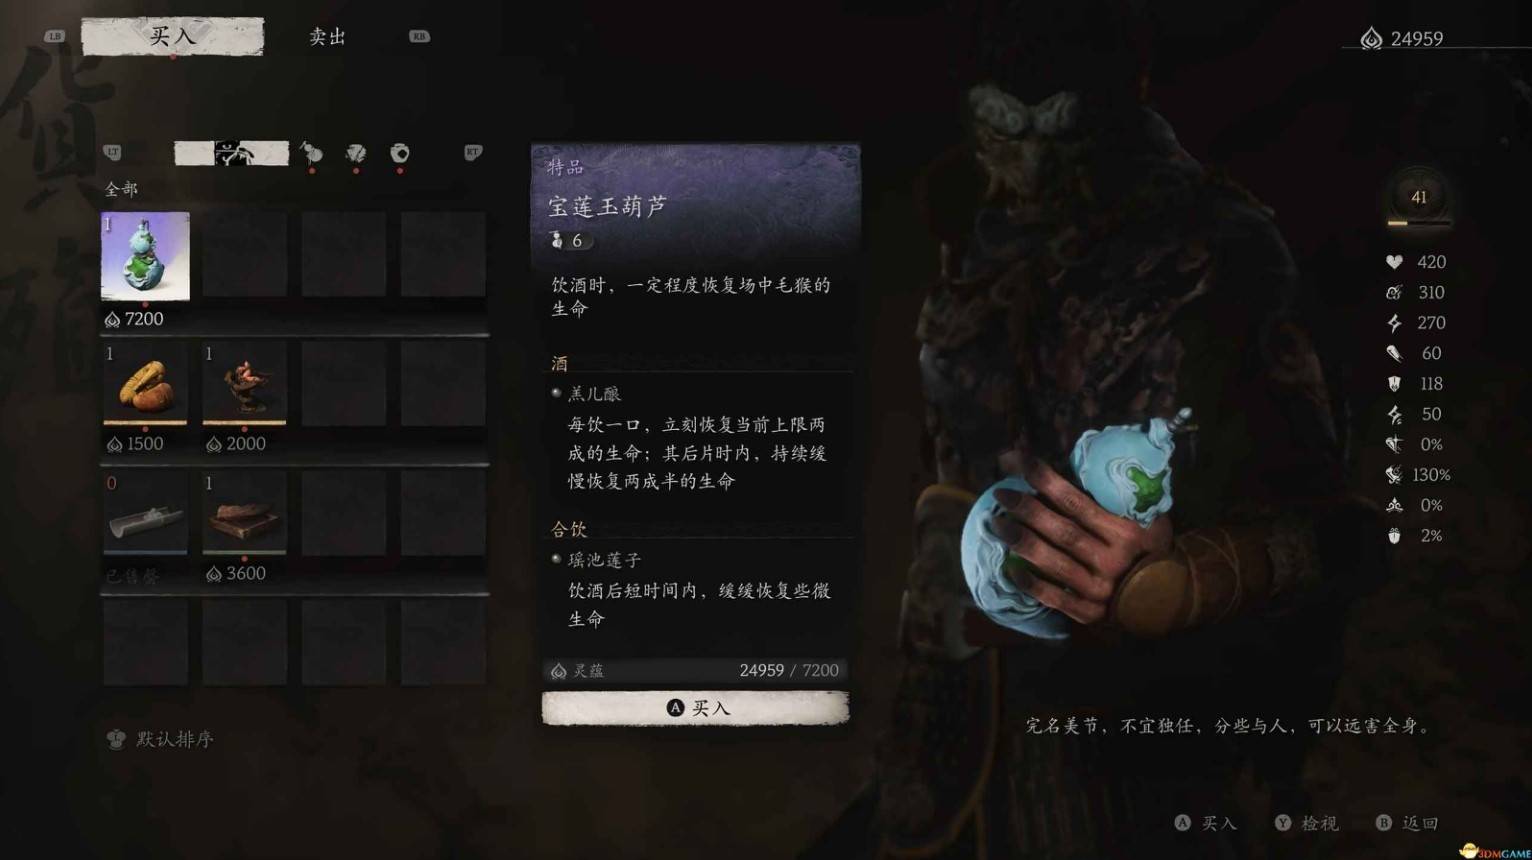 LB
买入
卖出
RB
24959
貨
LT
RT
全部
1
7200
1
1
1500
2000
0
1
已售罄
3600
默认排序
特品
宝莲玉葫芦
6
饮酒时，一定程度恢复场中毛猴的
生命
酒
羔儿酿
每饮一口，立刻恢复当前上限两
成的生命；其后片时内，持续缓
慢恢复两成半的生命
合饮
瑶池莲子
饮酒后短时间内，缓缓恢复些微
生命
灵蕴
24959 / 7200
A 买入
41
420
310
270
60
118
50
0%
130%
0%
2%
完名美节，不宜独任，分些与人，可以远害全身。
A 买入
Y 检视
B 返回
3DMGAME